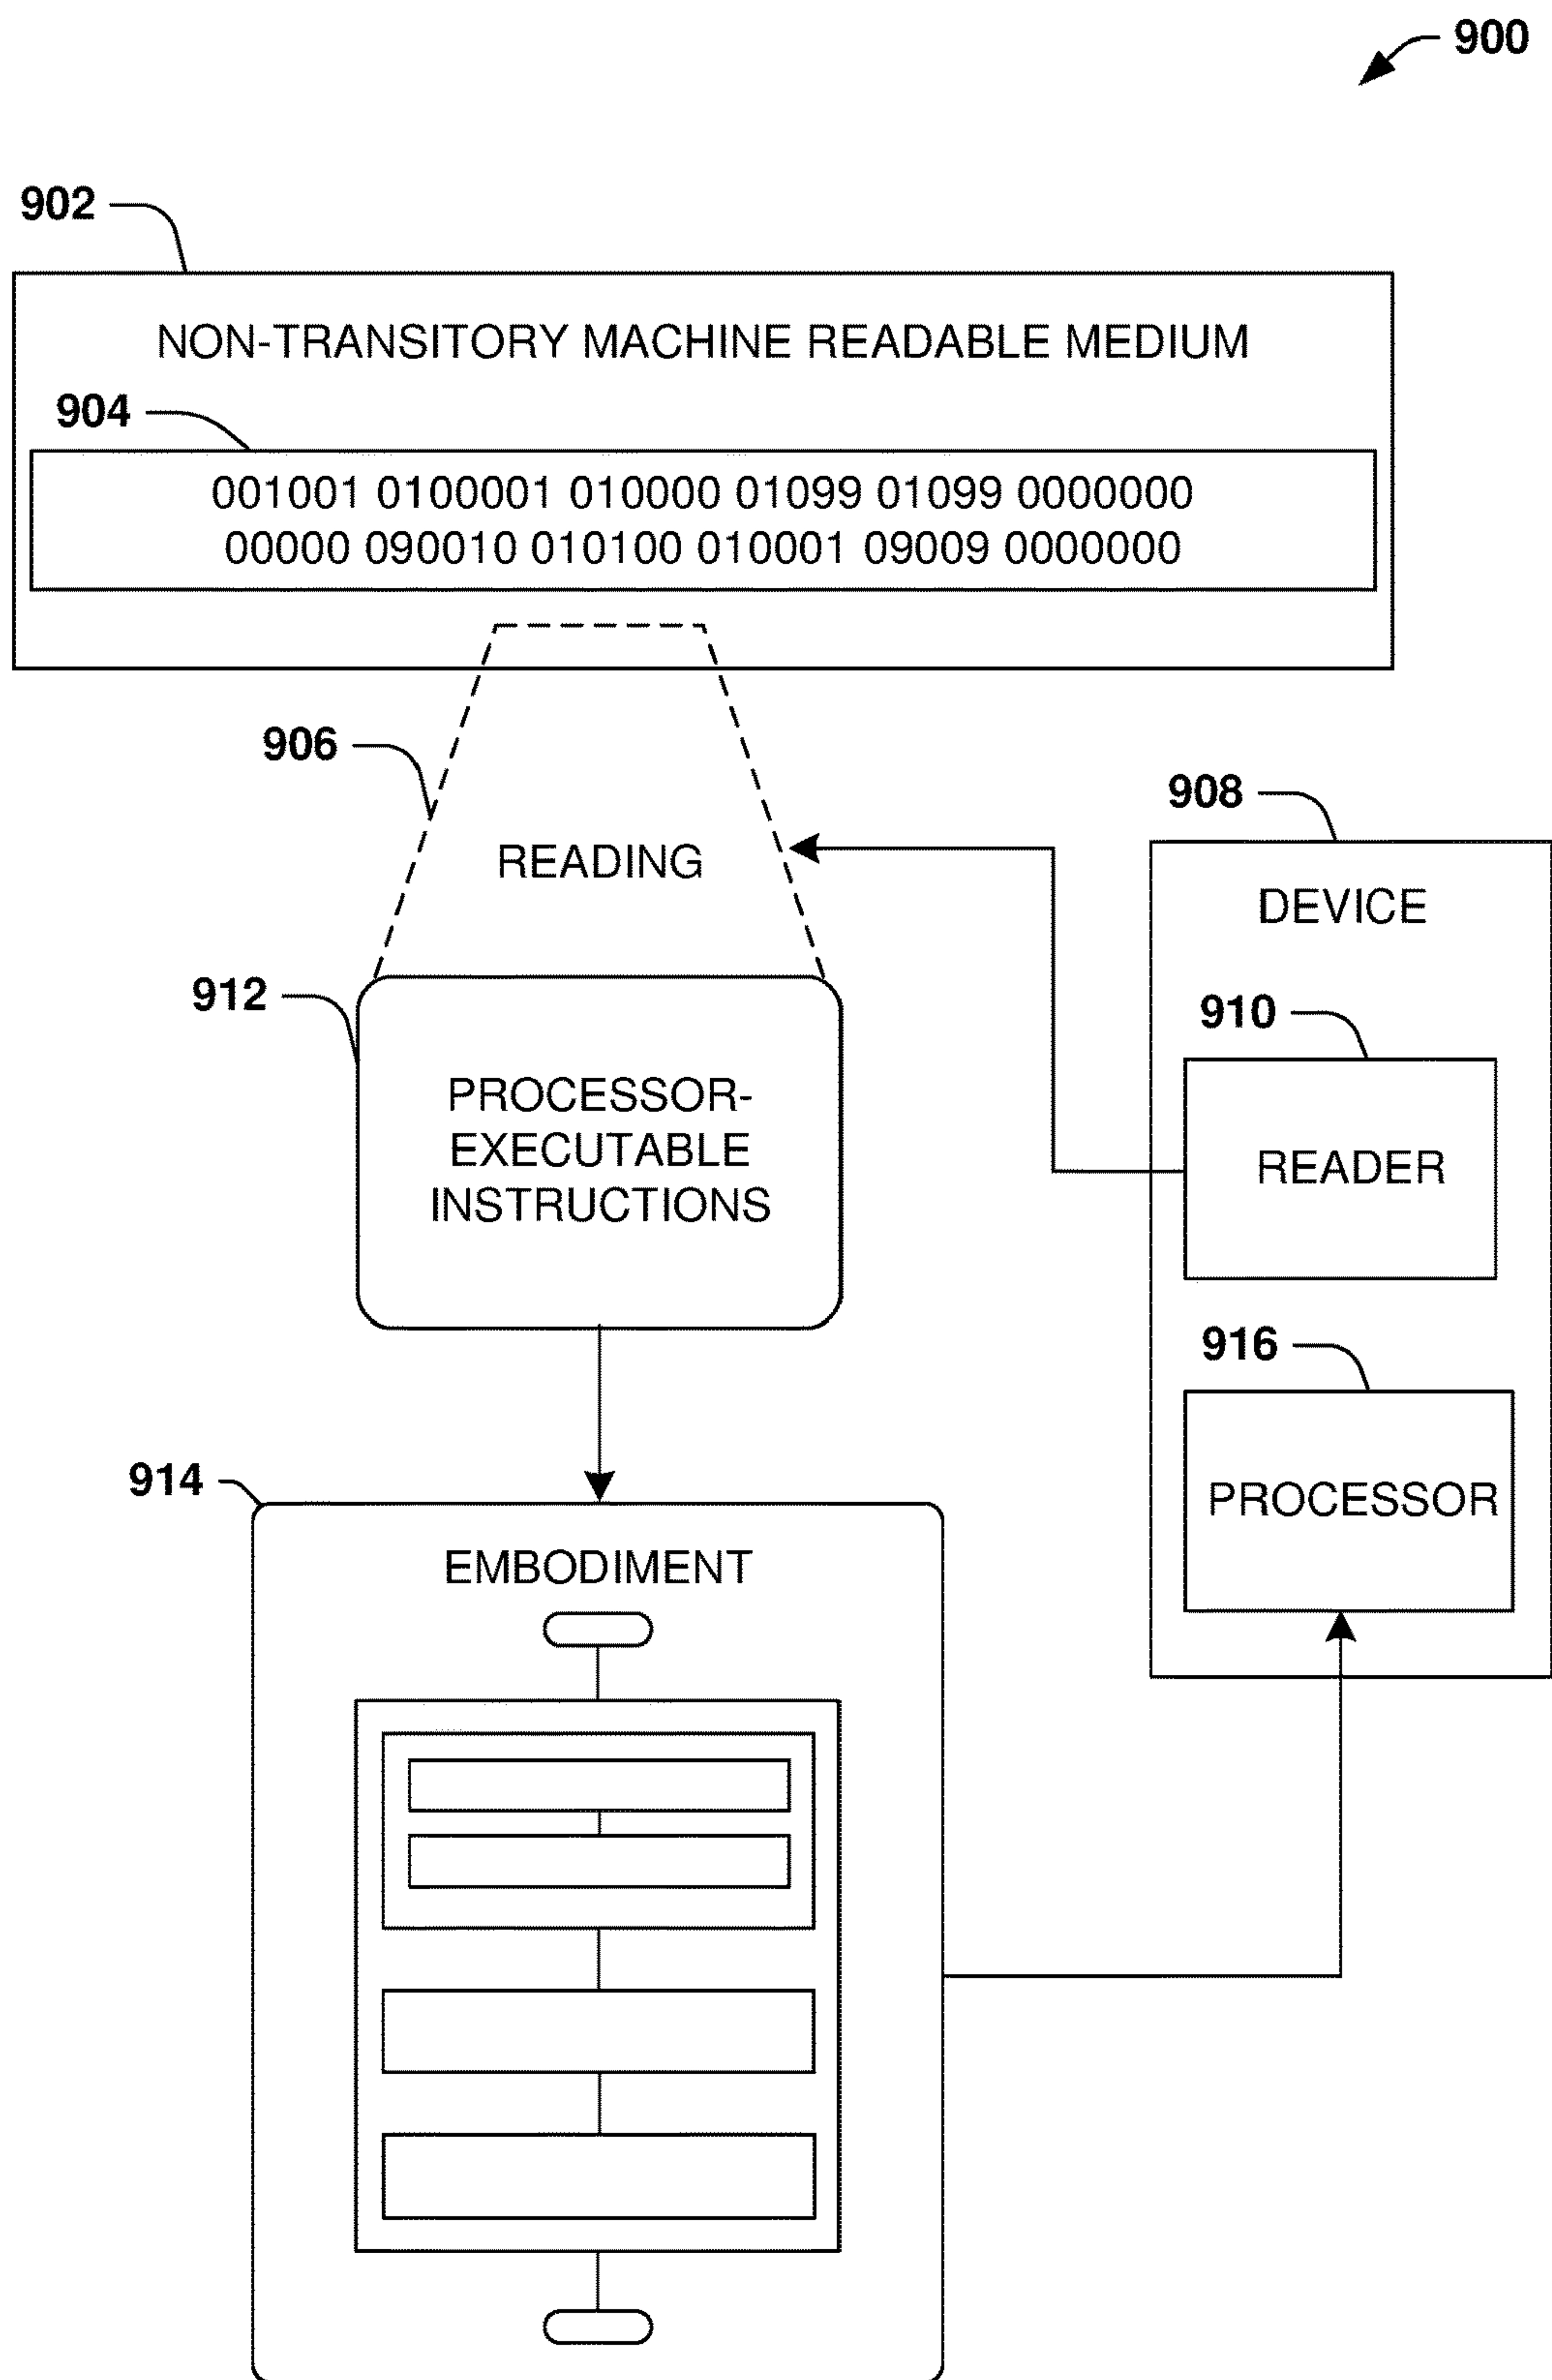 900
902
NON-TRANSITORY MACHINE READABLE MEDIUM
904
001001 0100001 010000 01099 01099 0000000
00000 090010 010100 010001 09009 0000000
906
READING
908
DEVICE
910
READER
912
PROCESSOR-
EXECUTABLE
INSTRUCTIONS
916
PROCESSOR
914
EMBODIMENT